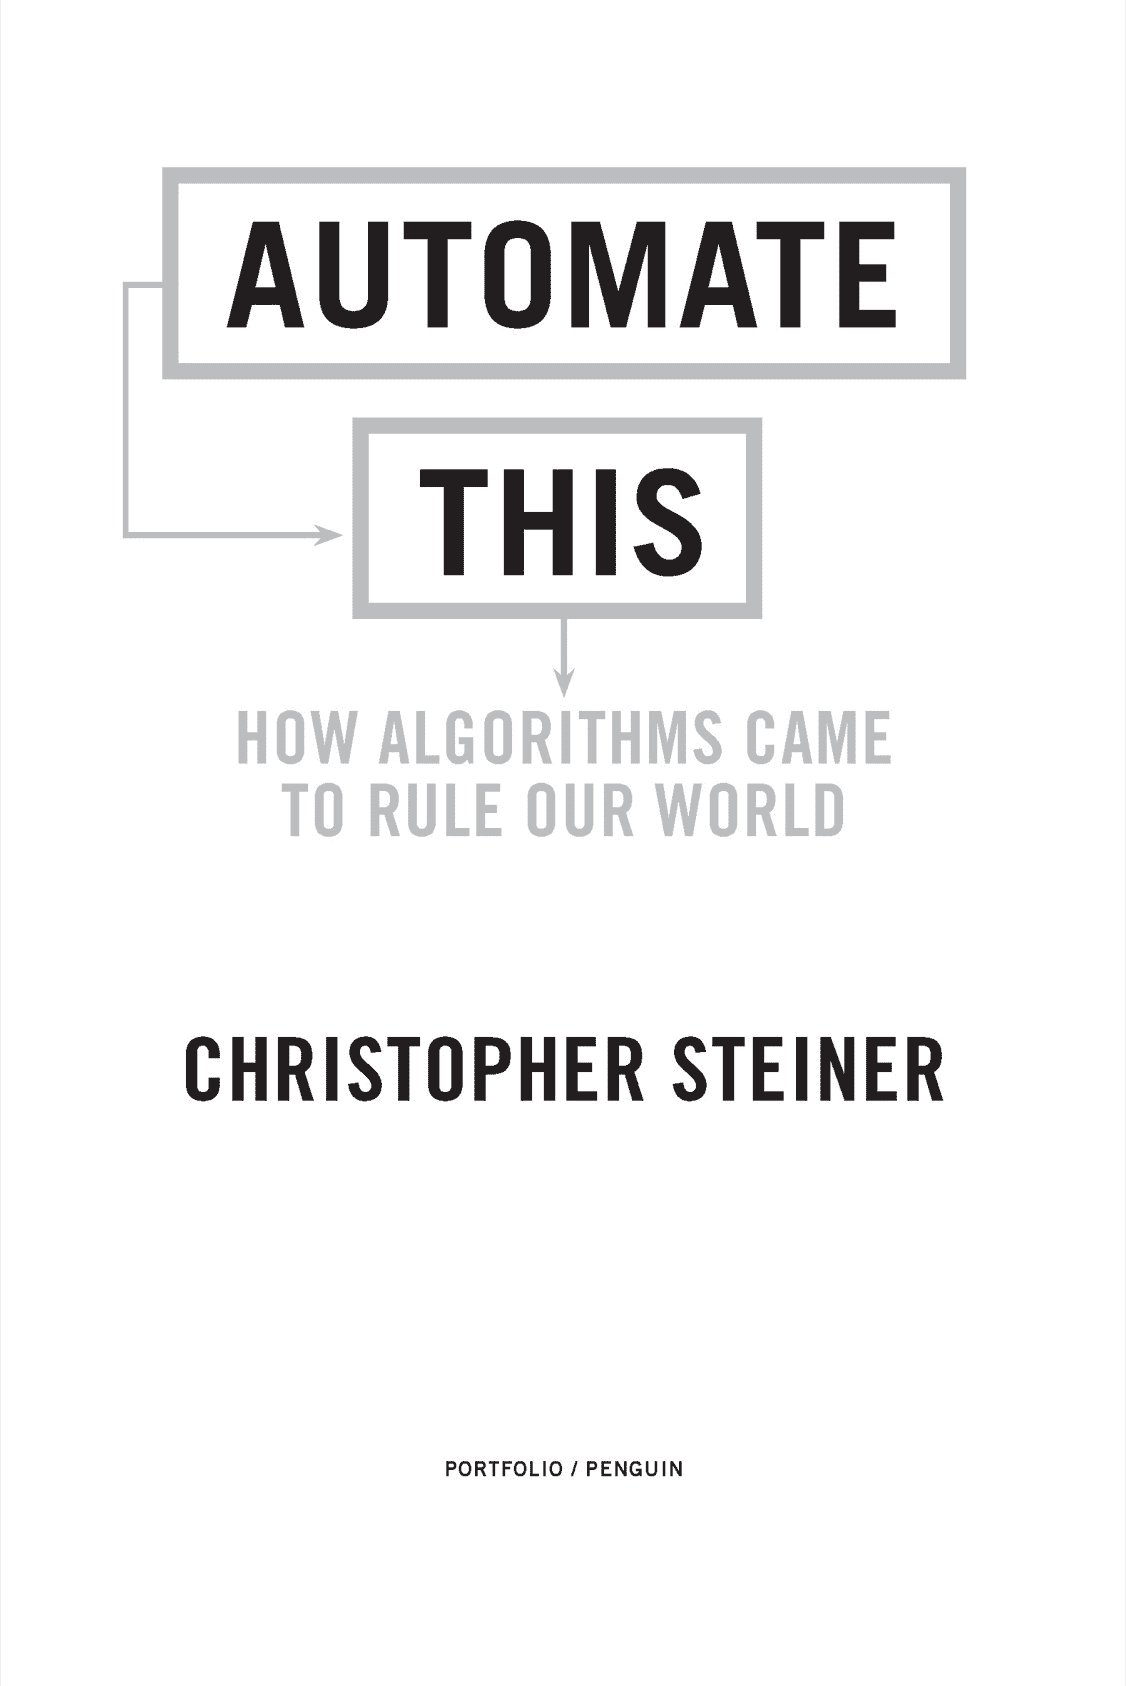 AUTOMATE
THIS
HOW ALGORITHMS CAME
TO RULE OUR WORLD
CHRISTOPHER STEINER
PORTFOLIO / PENGUIN